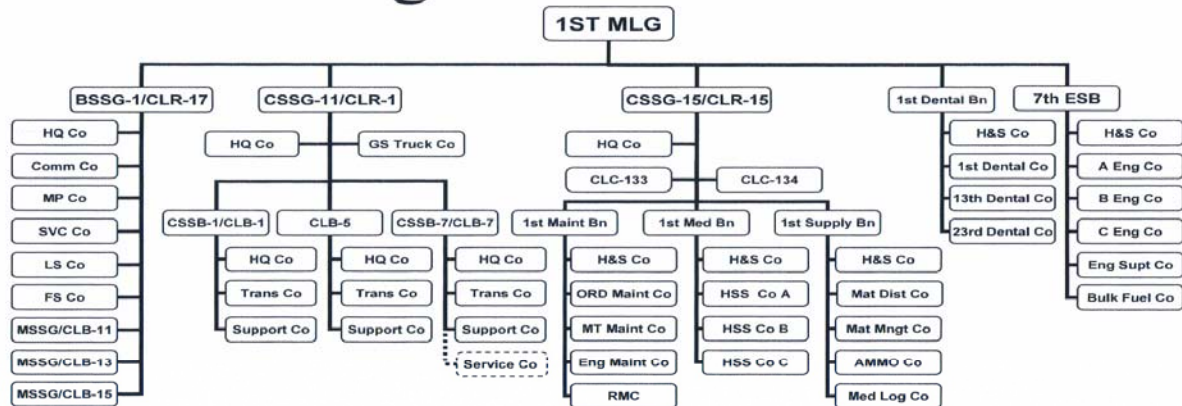 1ST MLG
BSSG-1/CLR-17
HQ Co
Comm Co
MP Co
SVC Co
LS Co
FS Co
MSSG/CLB-11
MSSG/CLB-13
MSSG/CLB-15
CSSG-11/CLR-1
HQ Co
GS Truck Co
CSSB-1/CLB-1
HQ Co
Trans Co
Support Co
CLB-5
HQ Co
Trans Co
Support Co
CSSB-7/CLB-7
HQ Co
Trans Co
Support Co
Service Co
CSSG-15/CLR-15
HQ Co
CLC-133
CLC-134
1st Maint Bn
H&S Co
ORD Maint Co
MT Maint Co
Eng Maint Co
RMC
1st Med Bn
H&S Co
HSS Co A
HSS Co B
HSS Co C
1st Supply Bn
H&S Co
Mat Dist Co
Mat Mngt Co
AMMO Co
Med Log Co
1st Dental Bn
H&S Co
1st Dental Co
13th Dental Co
23rd Dental Co
7th ESB
H&S Co
A Eng Co
B Eng Co
C Eng Co
Eng Supt Co
Bulk Fuel Co